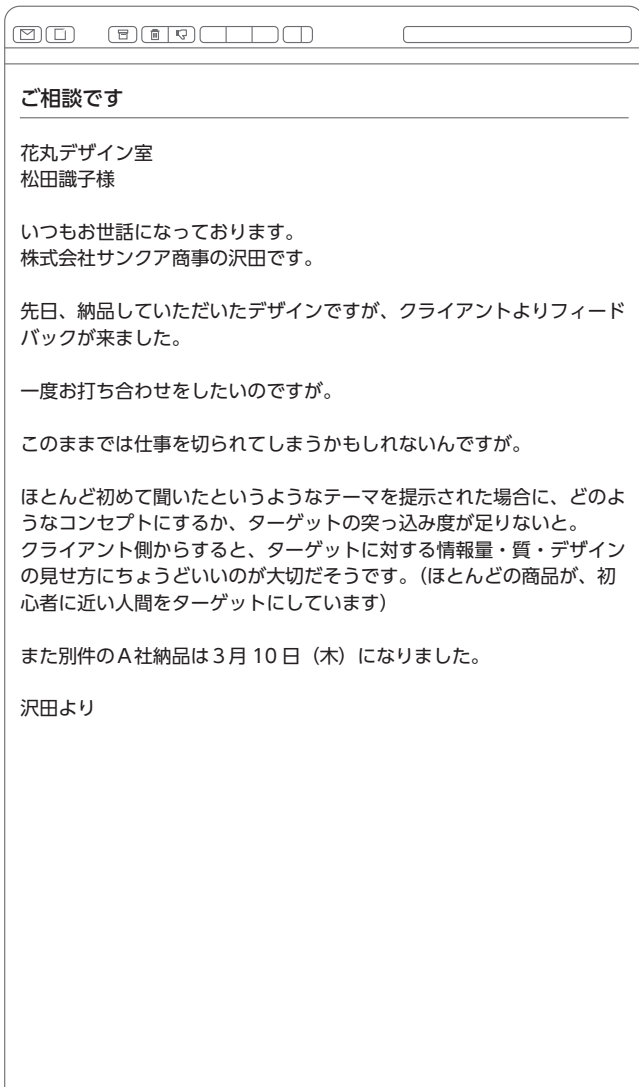 ご相談です
花丸デザイン室
松田識子様
いつもお世話になっております。
株式会社サンクア商事の沢田です。
先日、納品していただいたデザインですが、クライアントよりフィード
バックが来ました。
一度お打ち合わせをしたいのですが。
このままでは仕事を切られてしまうかもしれないんですが。
ほとんど初めて聞いたというようなテーマを提示された場合に、どのよ
うなコンセプトにするか、ターゲットの突っ込み度が足りないと。
クライアント側からすると、ターゲットに対する情報量・質・デザイン
の見せ方にちょうどいいのが大切だそうです。（ほとんどの商品が、初
心者に近い人間をターゲットにしています）
また別件のA社納品は３月 10 日（木）になりました。
沢田より